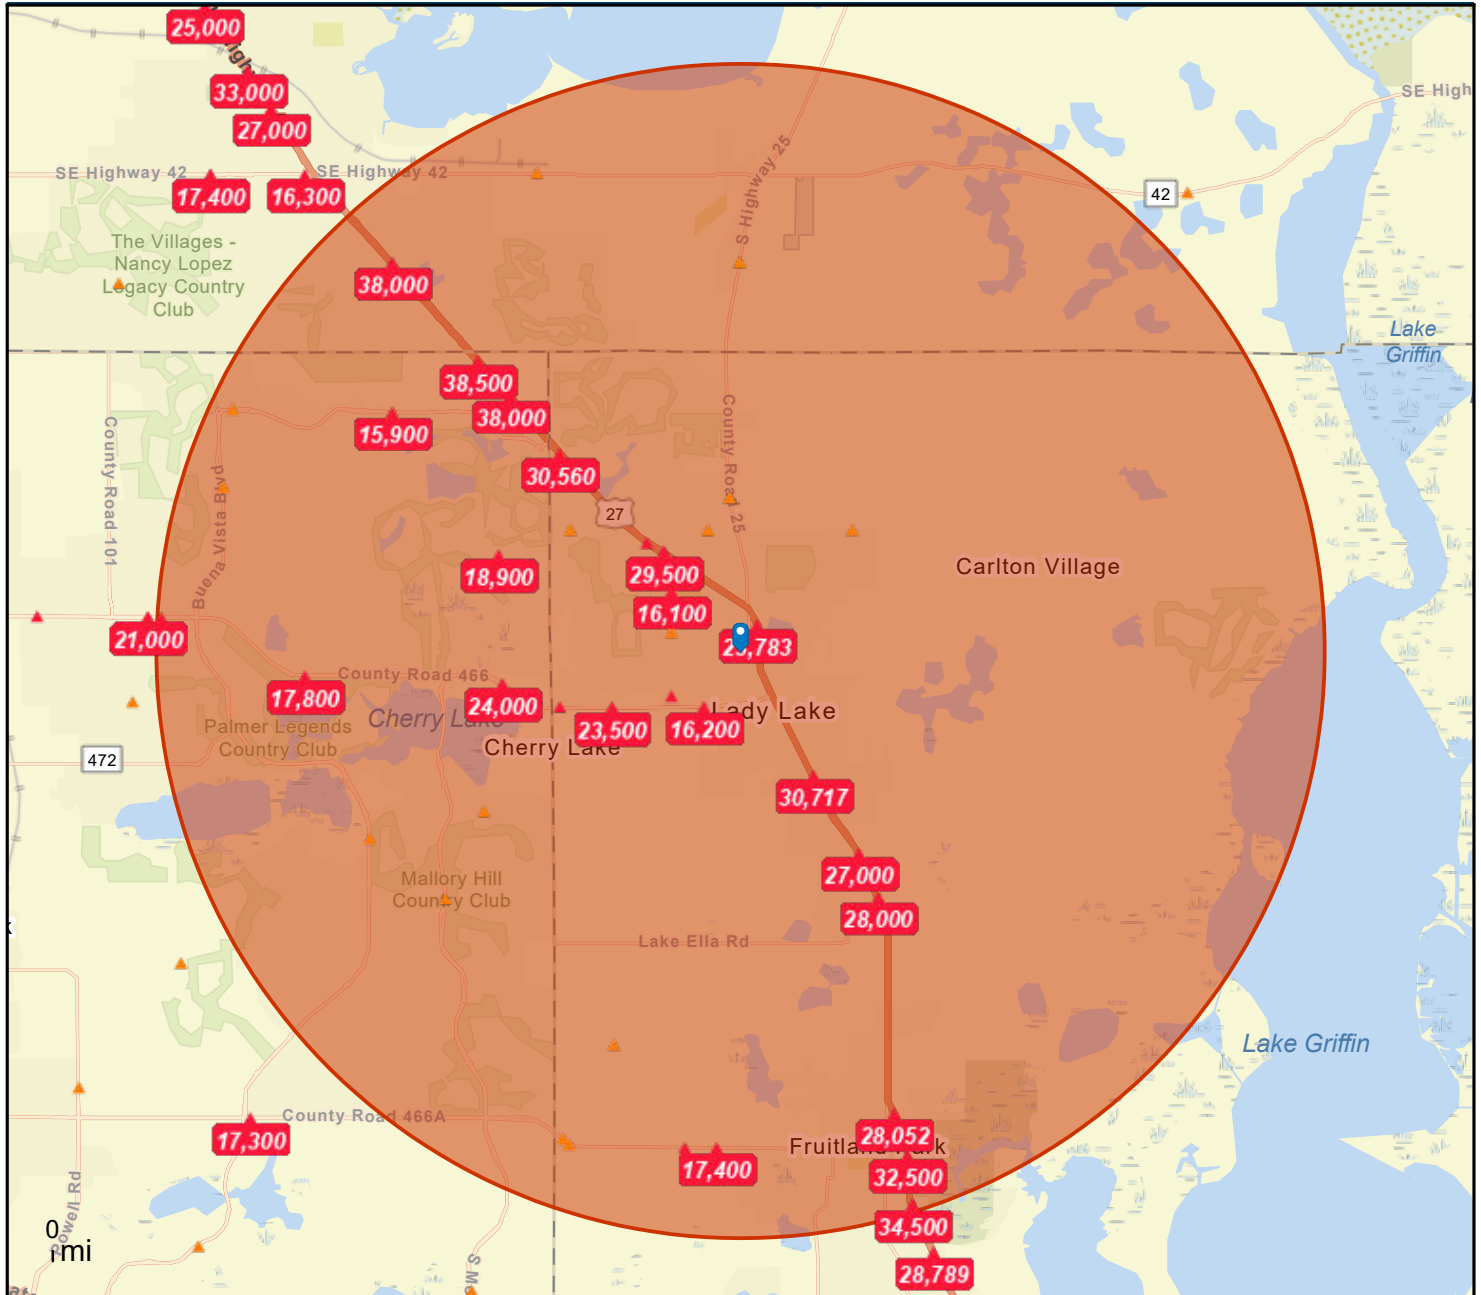 25,000
High
33,000
SE High
27,000
SE Highway 42
SE Highway 42
17,400
16,300
42
S Highway 25
The Villages -
Nancy Lopez
Legacy Country
Club
38,000
Lake
Griffin
38,500
38,000
15,900
County Road 101
County Road 25
30,560
Buena Vista Blvd
27
Carlton Village
29,500
18,900
16,100
21,000
783
County Road 466
17,800
24,000
Cherry Lake
Lady Lake
23,500
16,200
Palmer Legends
Country Club
Cherry Lake
472
30,717
27,000
Mallory Hill
Country Club
28,000
Lake Ella Rd
Lake Griffin
County Road 466A
17,300
28,052
Fruitland Park
17,400
32,500
Powell Rd
34,500
0
mi
S Mo
28,789